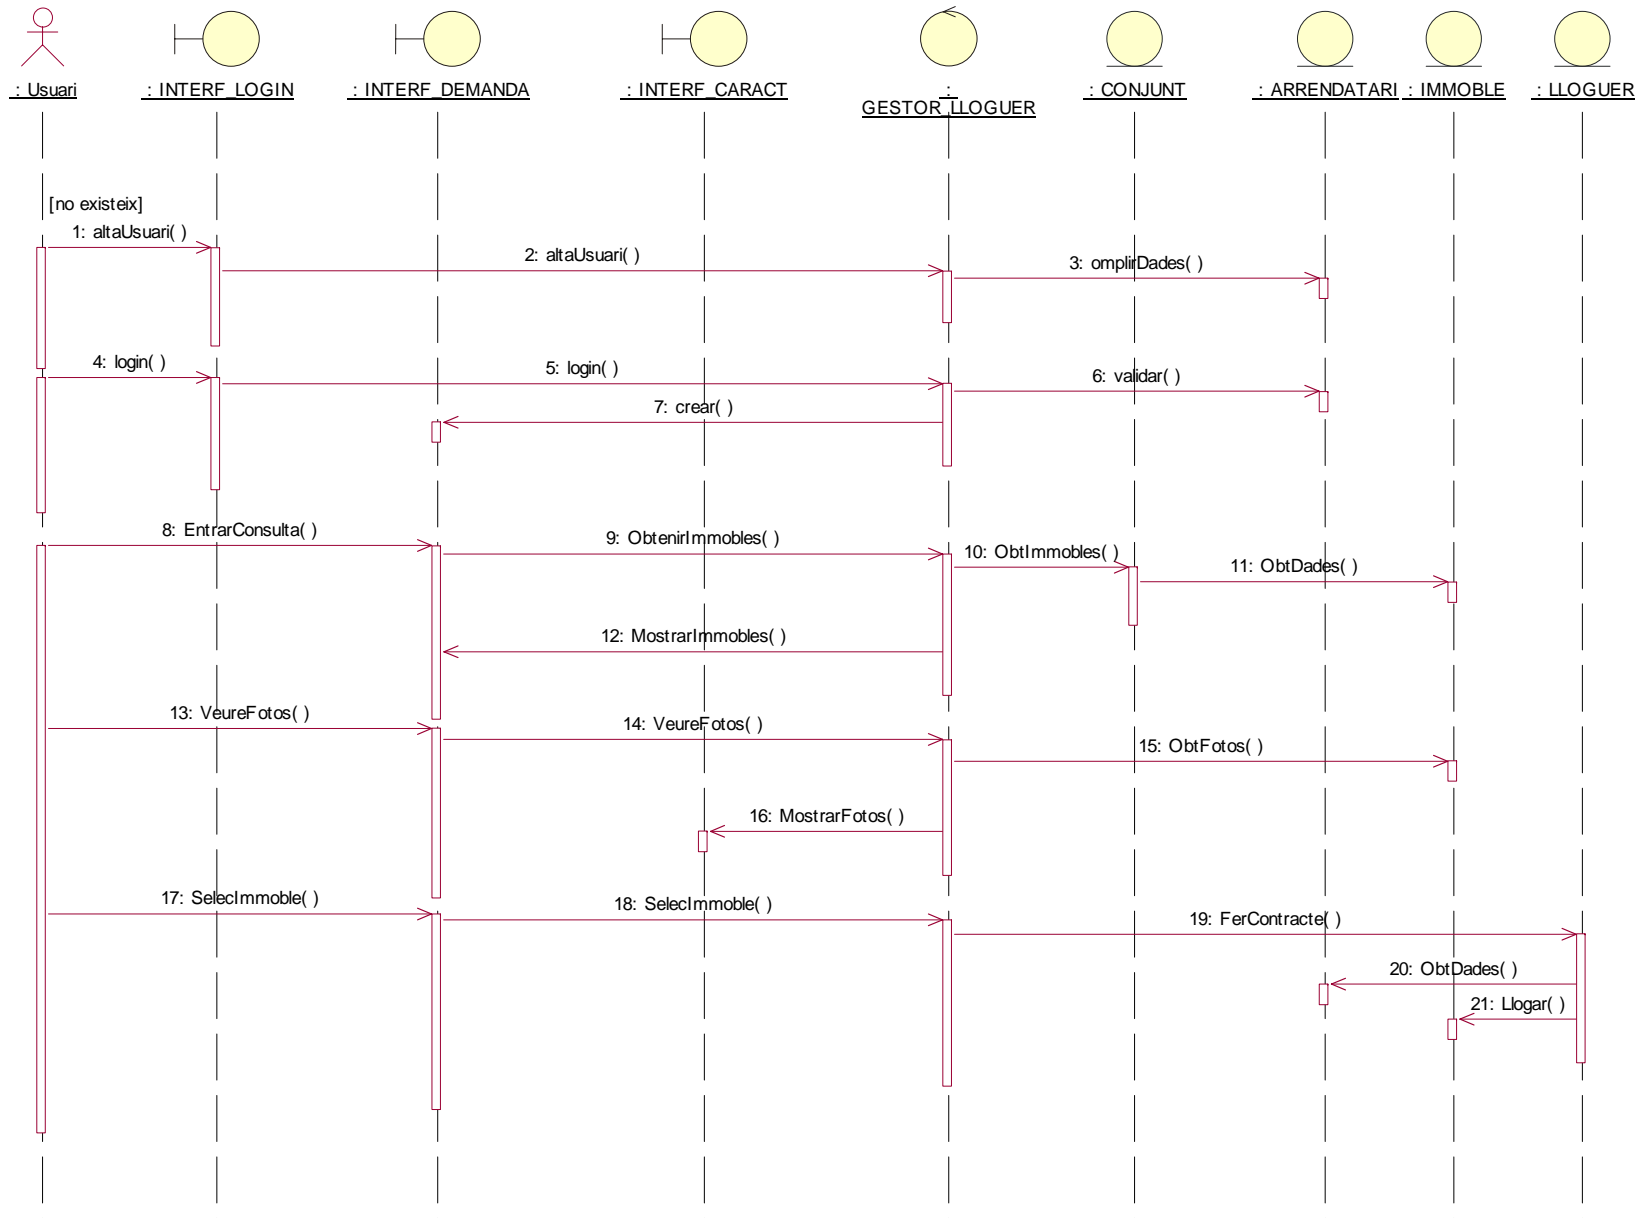 : Usuari
: INTERF_LOGIN
: INTERF_DEMANDA
: INTERF_CARACT
:
GESTOR_LLOGUER
: CONJUNT
: ARRENDATARI
: IMMOBLE
: LLOGUER
[no existeix]
1: altaUsuari( )
2: altaUsuari( )
3: omplirDades( )
4: login( )
5: login( )
6: validar( )
7: crear( )
8: EntrarConsulta( )
9: ObtenirImmobles( )
10: ObtImmobles( )
11: ObtDades( )
12: MostrarImmobles( )
13: VeureFotos( )
14: VeureFotos( )
15: ObtFotos( )
16: MostrarFotos( )
17: SelecImmoble( )
18: SelecImmoble( )
19: FerContracte( )
20: ObtDades( )
21: Llogar( )